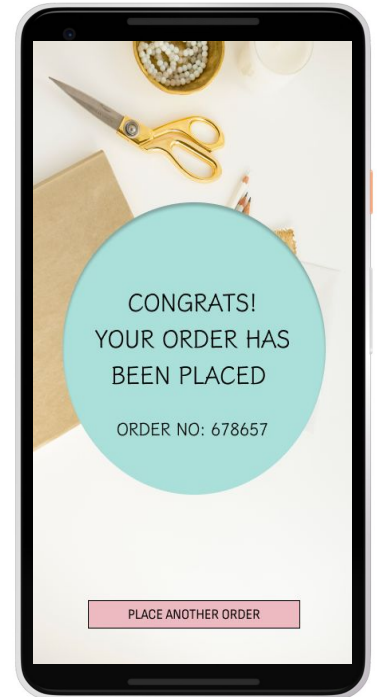 CONGRATS!
YOUR ORDER HAS
BEEN PLACED
ORDER NO: 678657
PLACE ANOTHER ORDER